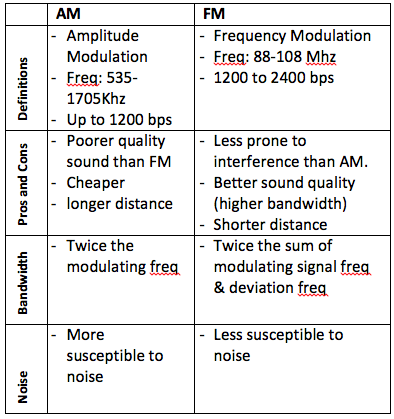 AM FM
Definitions
- Amplitude
Modulation
- Freq: 535-
1705Khz
- Up to 1200 bps
- Frequency Modulation
- Freq: 88-108 Mhz
- 1200 to 2400 bps
Pros and Cons
- Poorer quality
sound than FM
- Cheaper
- longer distance
- Less prone to
interference than AM.
- Better sound quality
(higher bandwidth)
- Shorter distance
Bandwidth
- Twice the
modulating freq
- Twice the sum of
modulating signal freq
& deviation freq
Noise
- More
susceptible to
noise
- Less susceptible to
noise